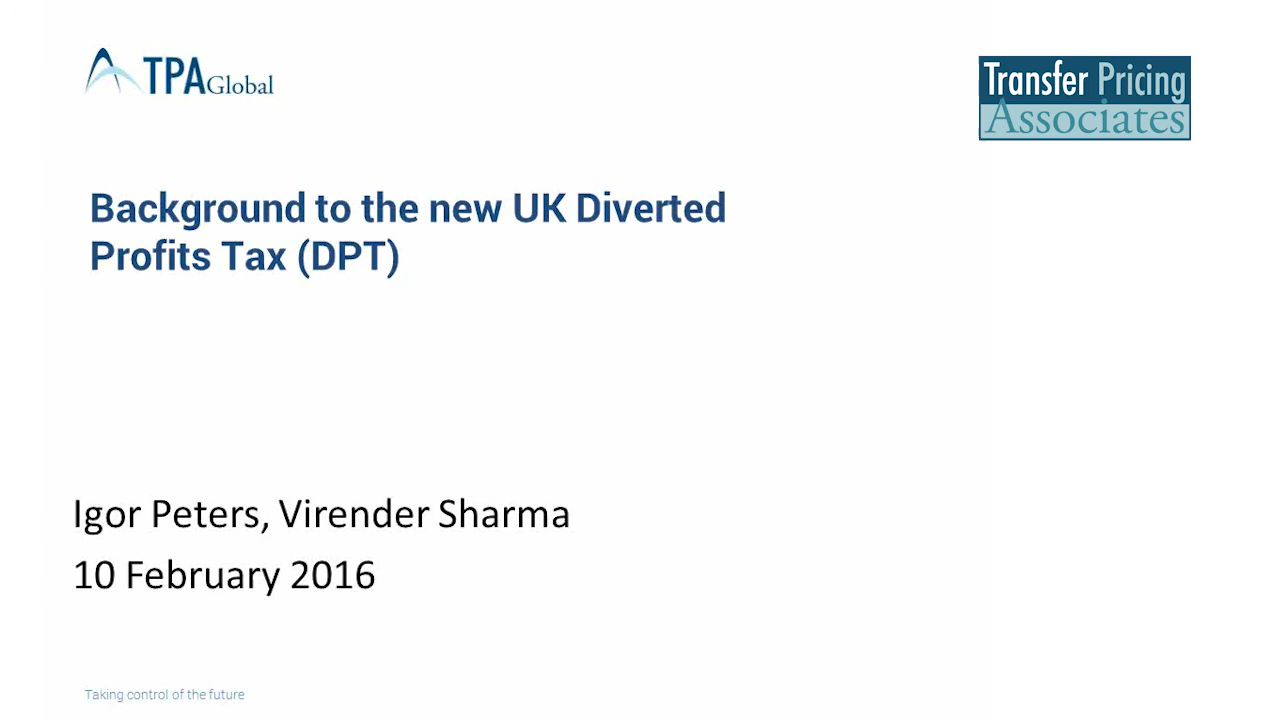 TPA Global
Transfer Pricing
Associates
Background to the new UK Diverted
Profits Tax (DPT)
Igor Peters, Virender Sharma
10 February 2016
Taking control of the future